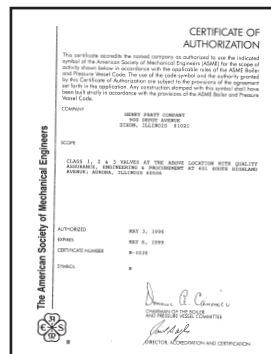 CERTIFICATE OF
AUTHORIZATION
This certificate accredits the named company as authorized to use the indicated
symbol of the American Society of Mechanical Engineers (ASME) for the scope of
activity shown below in accordance with the applicable rules of the ASME Boiler
and Pressure Vessel Code. The use of the code symbol and the authority granted
by this Certificate of Authorization are subject to the provisions of the agreement
set forth in the application. Any construction stamped with this symbol shall have
been built strictly in accordance with the provisions of the ASME Boiler and Pressure
Vessel Code.
COMPANY
HENRY PRATT COMPANY
DIXON, ILLINOIS 61021
SCOPE
CLASS 1, 2 & 3 VALVES AT THE ABOVE LOCATION WITH QUALITY
ASSURANCE, ENGINEERING & PROCUREMENT AT 401 SOUTH HIGHLAND
AVENUE; AURORA, ILLINOIS
AUTHORIZED MAY 3, 1996
EXPIRES MAY 6, 1999
CERTIFICATE NUMBER
SYMBOL N
CHAIRMAN OF THE BOILER
AND PRESSURE VESSEL COMMITTEE
DIRECTOR, ACCREDITATION AND CERTIFICATION
The American Society of Mechanical Engineers